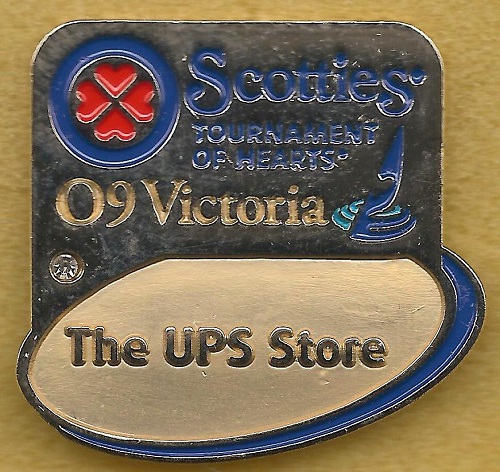 Scotties
TOURNAMENT
OF HEARTS
09 Victoria
The UPS Store